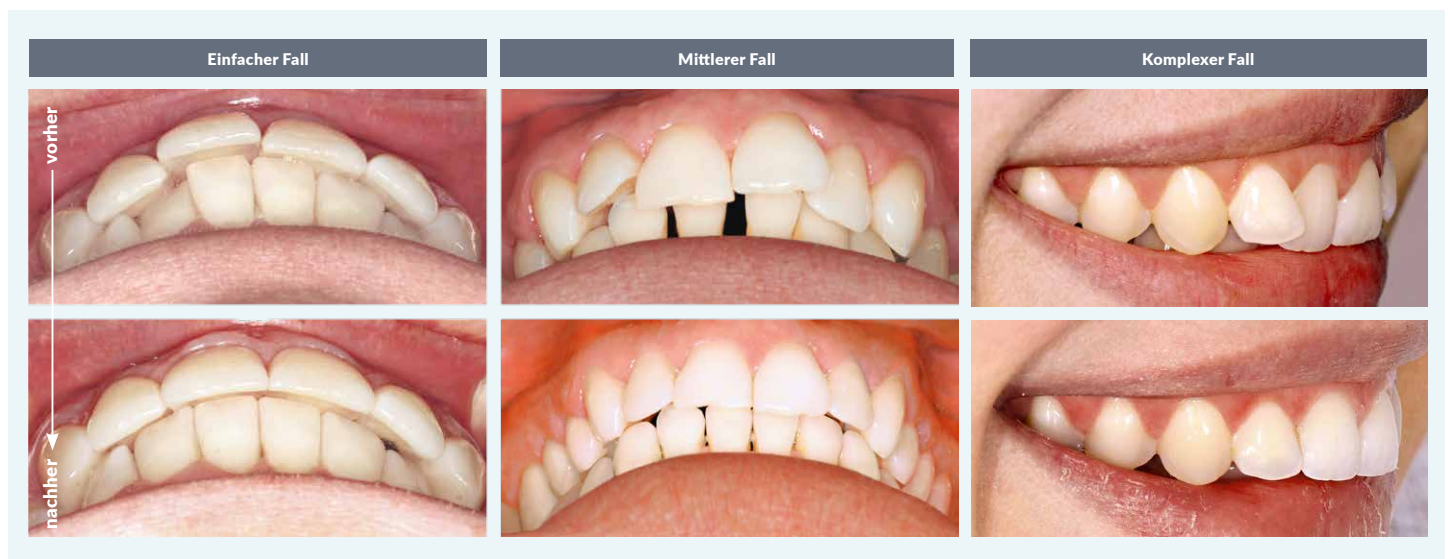 Einfacher Fall
Mittlerer Fall
Komplexer Fall
vorher
nachher